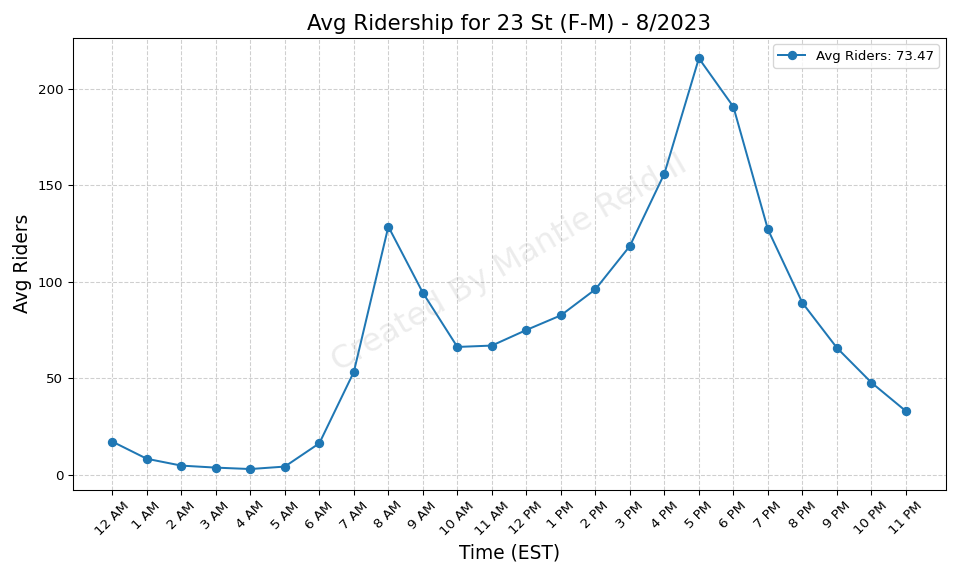 Avg Ridership for 23 St (F-M) - 8/2023
Avg Riders: 73.47
200
150
100
50
0
Avg Riders
Created By Mantle Reidal
12 AM
1 AM
2 AM
3 AM
4 AM
5 AM
6 AM
7 AM
8 AM
9 AM
10 AM
11 AM
12 PM
1 PM
2 PM
3 PM
4 PM
5 PM
6 PM
7 PM
8 PM
9 PM
10 PM
11 PM
Time (EST)